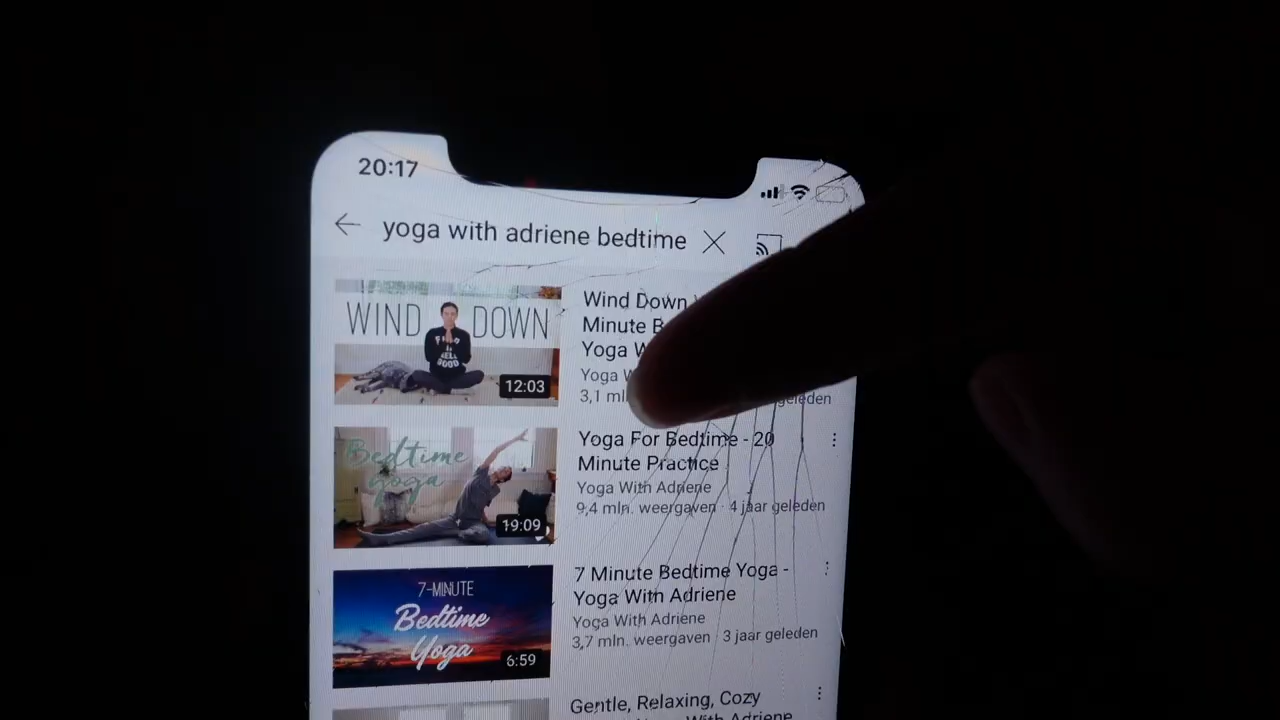 20:17
yoga with adriene bedtime
WIND DOWN
12:03
Wind Down
Minute
Yoga
Yoga
3,1
geleden
Bedtime
yoga
19:09
Yoga For Bedtime - 20
Minute Practice
Yoga With Adriene
9,4 mln. weergaven · 4 jaar geleden
7-MINUTE
Bedtime
Yoga
6:59
7 Minute Bedtime Yoga -
Yoga With Adriene
Yoga With Adriene
3,7 mln. weergaven · 3 jaar geleden
Gentle, Relaxing, Cozy
With Adriene